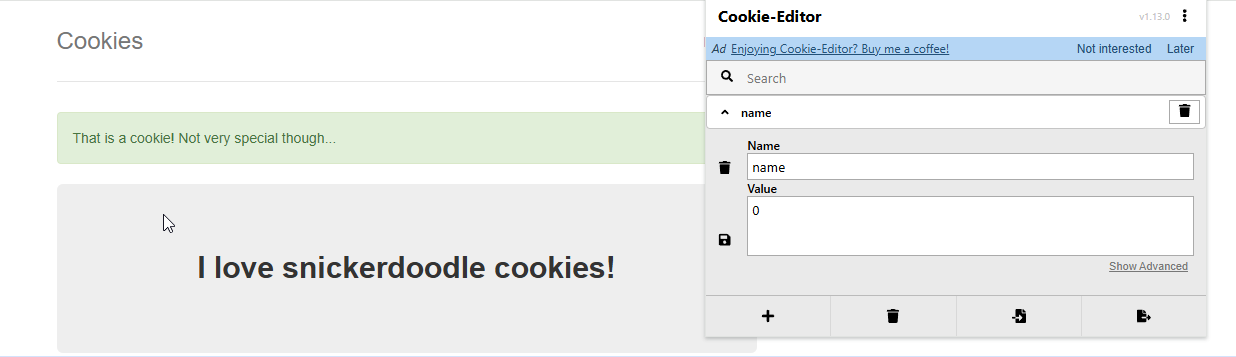 Cookies
That is a cookie! Not very special though...
I love snickerdoodle cookies!
Cookie-Editor
v1.13.0
Ad Enjoying Cookie-Editor? Buy me a coffee!
Not interested
Later
Search
name
Name
name
Value
0
Show Advanced